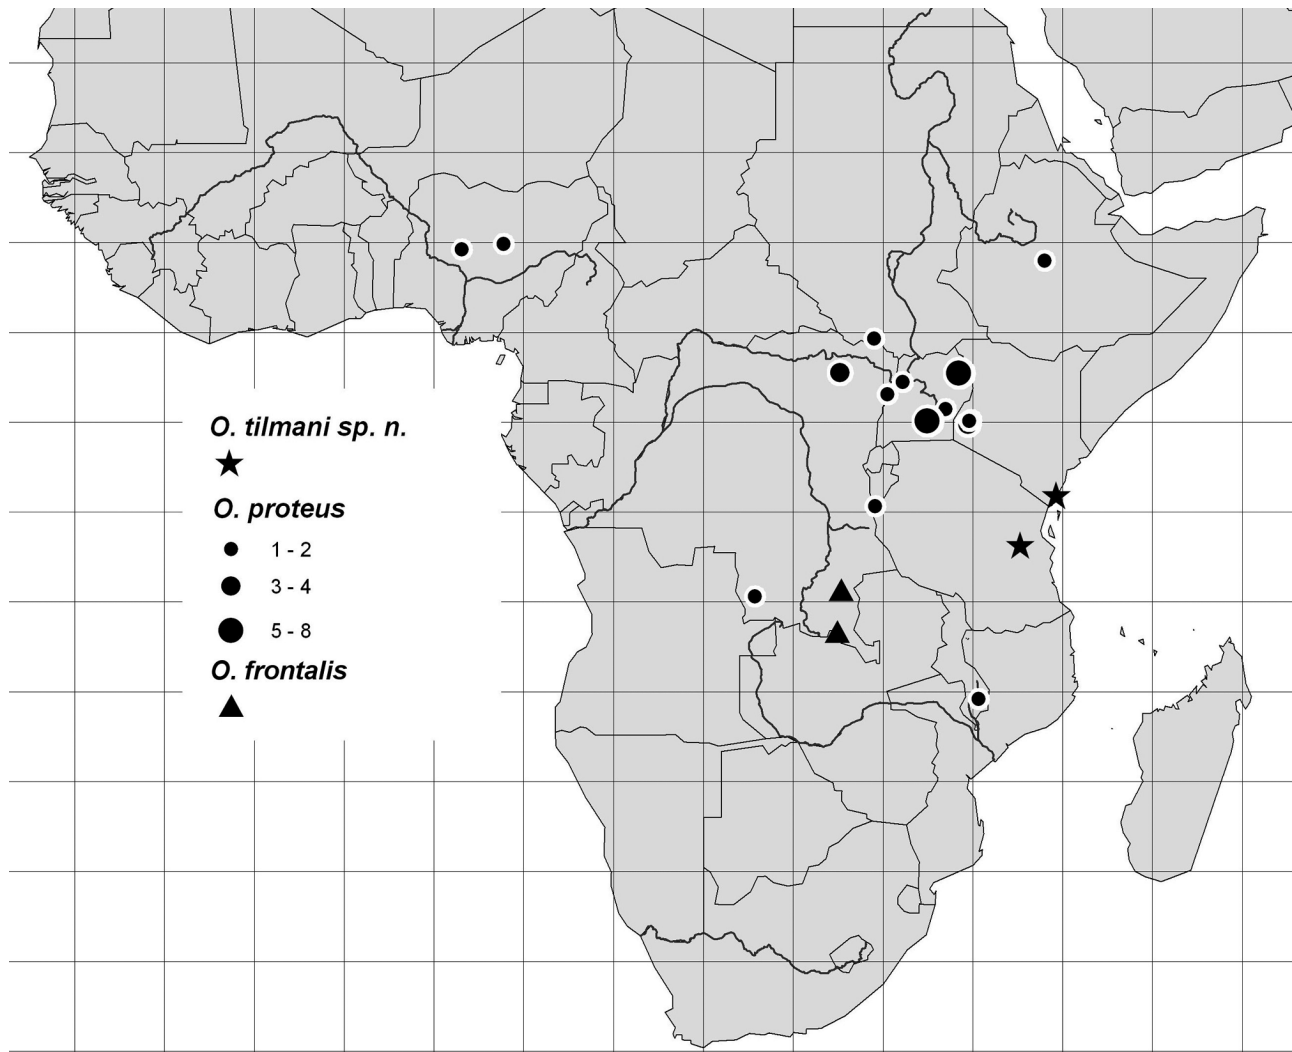 O. tilmani sp. n.
O. proteus
1 - 2
3 - 4
5 - 8
O. frontalis